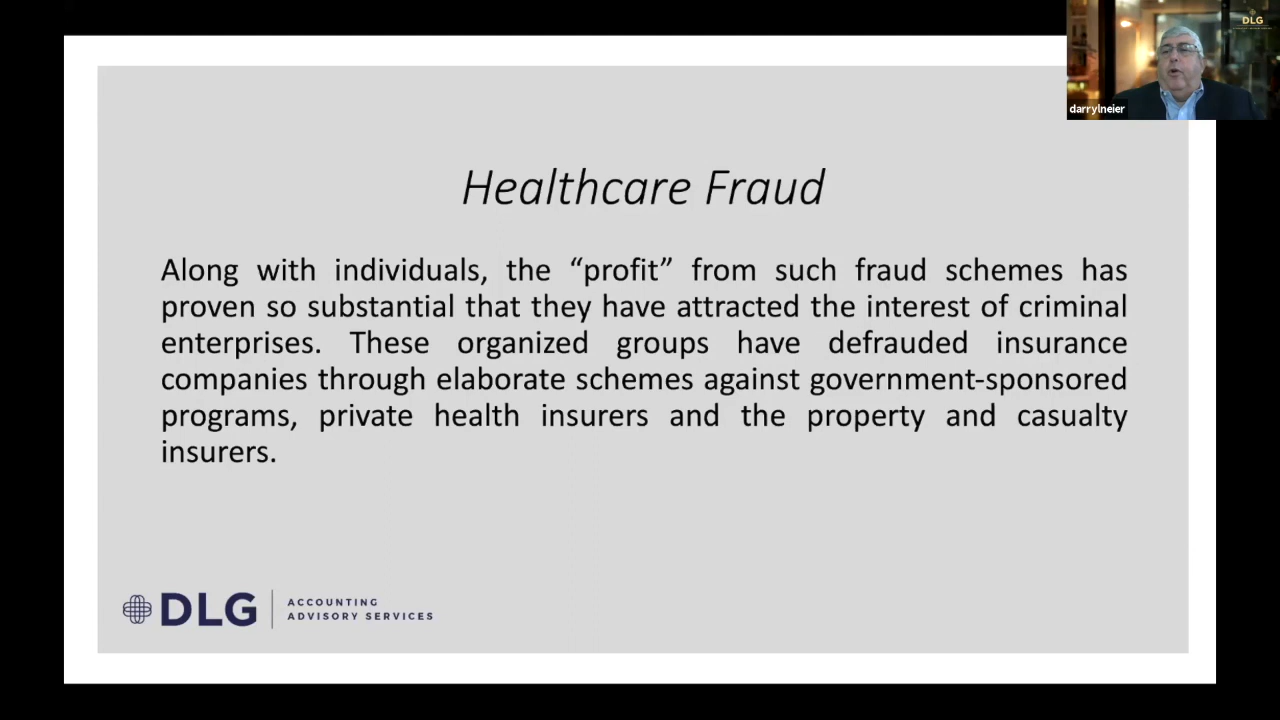 DLG
darrylneier
Healthcare Fraud
Along with individuals, the “profit” from such fraud schemes has
proven so substantial that they have attracted the interest of criminal
enterprises. These organized groups have defrauded insurance
companies through elaborate schemes against government-sponsored
programs, private health insurers and the property and casualty
insurers.
DLG
ACCOUNTING
ADVISORY SERVICES